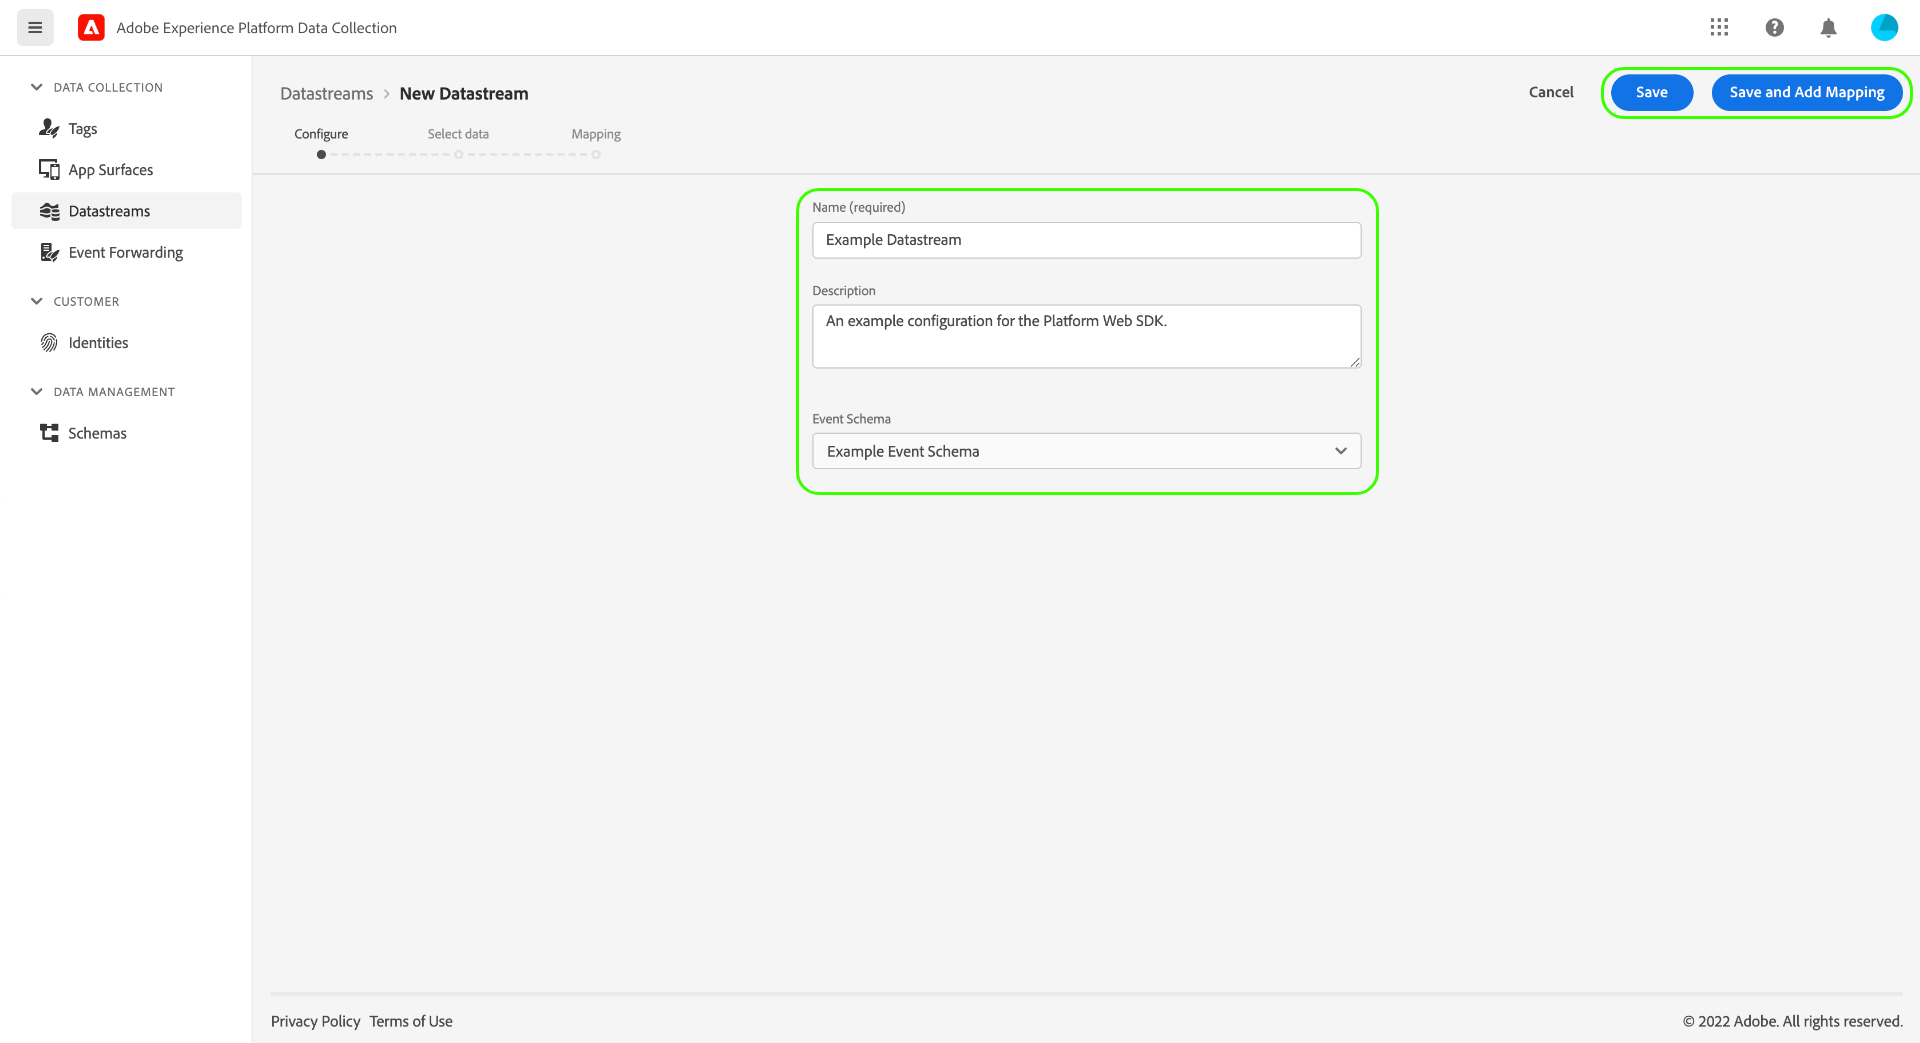 Adobe Experience Platform Data Collection
DATA COLLECTION
Tags
App Surfaces
Datastreams
Event Forwarding
CUSTOMER
Identities
DATA MANAGEMENT
Schemas
Datastreams > New Datastream
Cancel
Save
Save and Add Mapping
Configure
Select data
Mapping
Name (required)
Example Datastream
Description
An example configuration for the Platform Web SDK.
Event Schema
Example Event Schema
Privacy Policy Terms of Use
© 2022 Adobe. All rights reserved.